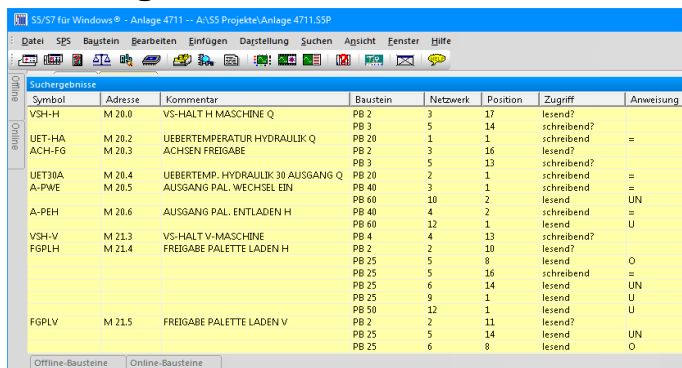 S5/S7 für Windows® - Anlage 4711 -- A:\S5 Projekte\Anlage 4711.S5P
Datei SPS Baustein Bearbeiten Einfügen Darstellung Suchen Ansicht Fenster Hilfe
Offline
Online
Suchergebnisse
Symbol Adresse Kommentar Baustein Netzwerk Position Zugriff Anweisung
VSH-H M 20.0 VS-HALT H MASCHINE Q PB 2 3 17 lesend?
PB 3 5 14 schreibend?
UET-HA M 20.2 UEBERTEMPERATUR HYDRAULIK Q PB 20 1 1 schreibend =
ACH-FG M 20.3 ACHSEN FREIGABE PB 2 3 16 lesend?
PB 3 5 13 schreibend?
UET30A M 20.4 UEBERTEMP. HYDRAULIK 30 AUSGANG Q PB 20 2 1 schreibend =
A-PWE M 20.5 AUSGANG PAL. WECHSEL EIN PB 40 3 1 schreibend =
PB 60 10 2 lesend UN
A-PEH M 20.6 AUSGANG PAL. ENTLADEN H PB 40 4 2 schreibend =
PB 60 12 1 lesend U
VSH-V M 21.3 VS-HALT V-MASCHINE PB 4 4 13 schreibend?
FGPLH M 21.4 FREIGABE PALETTE LADEN H PB 2 2 10 lesend?
PB 25 5 8 lesend O
PB 25 5 16 schreibend =
PB 25 6 14 lesend UN
PB 25 9 1 lesend U
PB 50 12 1 lesend U
FGPLV M 21.5 FREIGABE PALETTE LADEN V PB 2 2 11 lesend?
PB 25 5 14 lesend UN
PB 25 6 8 lesend O
Offline-Bausteine Online-Bausteine